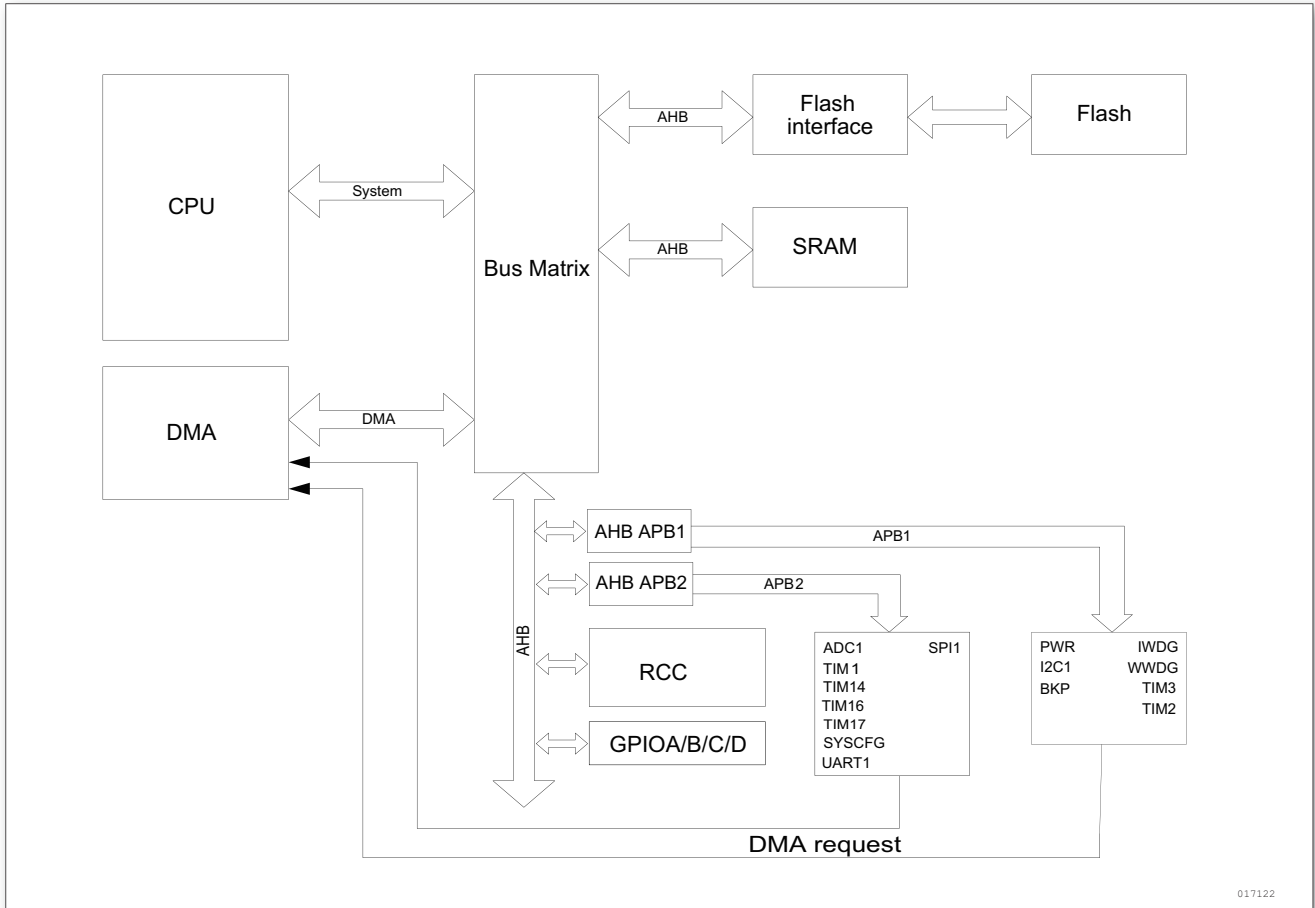 CPU
System
Bus Matrix
AHB
Flash
interface
Flash
AHB
SRAM
DMA
DMA
AHB
AHB APB1
APB1
AHB APB2
APB2
RCC
GPIOA/B/C/D
ADC1 SPI1
TIM 1
TIM14
TIM16
TIM17
SYSCFG
UART1
PWR IWDG
I2C1 WWDG
BKP TIM3
TIM2
DMA request
017122